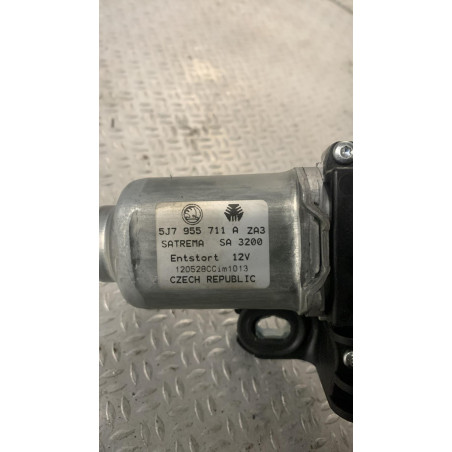 5J7 955 711 A ZA3
SATREMA SA 3200
Entstort 12V
120528CCim1013
CZECH REPUBLIC